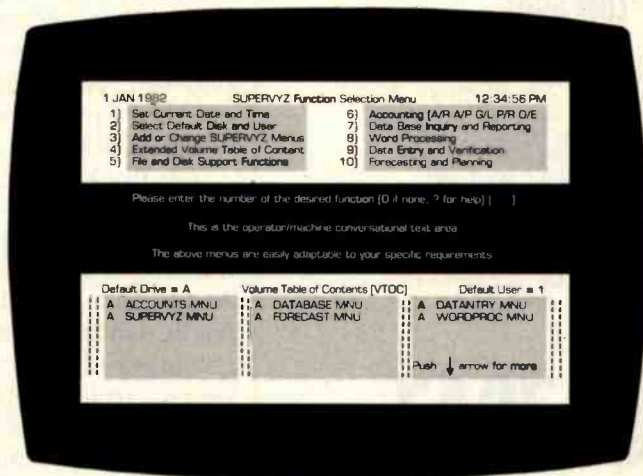 1 JAN 1982 SUPERVYZ Function Selection Menu 12:34:56 PM
1) Set Current Date and Time
2) Select Default Disk and User
3) Add or Change SUPERVYZ Menus
4) Extended Volume Table of Content
5) File and Disk Support Functions
6) Accounting [A/R A/P G/L P/R O/E
7) Data Base Inquiry and Reporting
8) Word Processing
9) Data Entry and Verification
10) Forecasting and Planning
Please enter the number of the desired function [0 if none, ? for help] [ ]
This is the operator/machine conversational text area
The above menus are easily adaptable to your specific requirements
Default Drive = A Volume Table of Contents [VTOC] Default User = 1
A ACCOUNTS MNU A DATABASE MNU A DATANTRY MNU
A SUPERVYZ MNU A FORECAST MNU A WORDPROC MNU
Push ↓ arrow for more